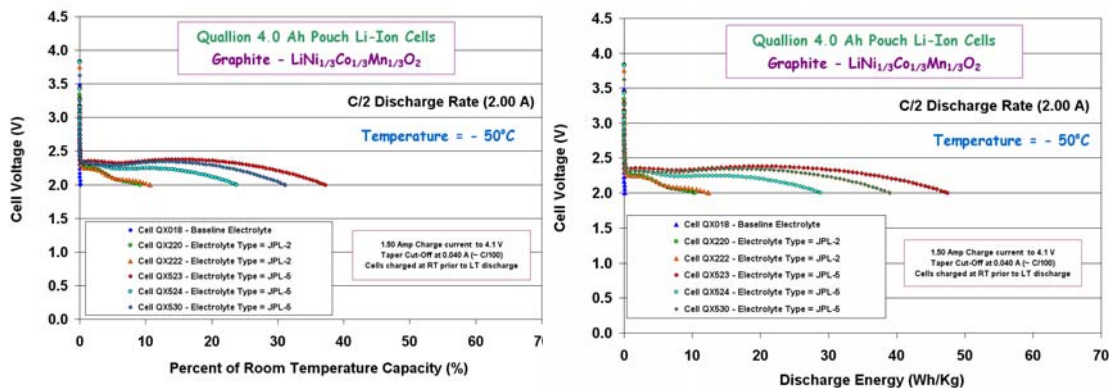 4.5
4.0
3.5
3.0
2.5
2.0
1.5
1.0
0.5
0.0
Cell Voltage (V)
Quallion 4.0 Ah Pouch Li-Ion Cells
Graphite - LiNi1/3Co1/3Mn1/3O2
C/2 Discharge Rate (2.00 A)
Temperature = - 50°C
Cell QX018 - Baseline Electrolyte
Cell QX220 - Electrolyte Type = JPL-2
Cell QX222 - Electrolyte Type = JPL-2
Cell QX523 - Electrolyte Type = JPL-5
Cell QX524 - Electrolyte Type = JPL-5
Cell QX530 - Electrolyte Type = JPL-5
1.50 Amp Charge current to 4.1 V
Taper Cut-Off at 0.040 A (~ C/100)
Cells charged at RT prior to LT discharge
0 10 20 30 40 50 60 70
Percent of Room Temperature Capacity (%)
4.5
4.0
3.5
3.0
2.5
2.0
1.5
1.0
0.5
0.0
Cell Voltage (V)
Quallion 4.0 Ah Pouch Li-Ion Cells
Graphite - LiNi1/3Co1/3Mn1/3O2
C/2 Discharge Rate (2.00 A)
Temperature = - 50°C
Cell QX018 - Baseline Electrolyte
Cell QX220 - Electrolyte Type = JPL-2
Cell QX222 - Electrolyte Type = JPL-2
Cell QX523 - Electrolyte Type = JPL-5
Cell QX524 - Electrolyte Type = JPL-5
Cell QX530 - Electrolyte Type = JPL-5
1.50 Amp Charge current to 4.1 V
Taper Cut-Off at 0.040 A (~ C/100)
Cells charged at RT prior to LT discharge
0 10 20 30 40 50 60 70
Discharge Energy (Wh/Kg)